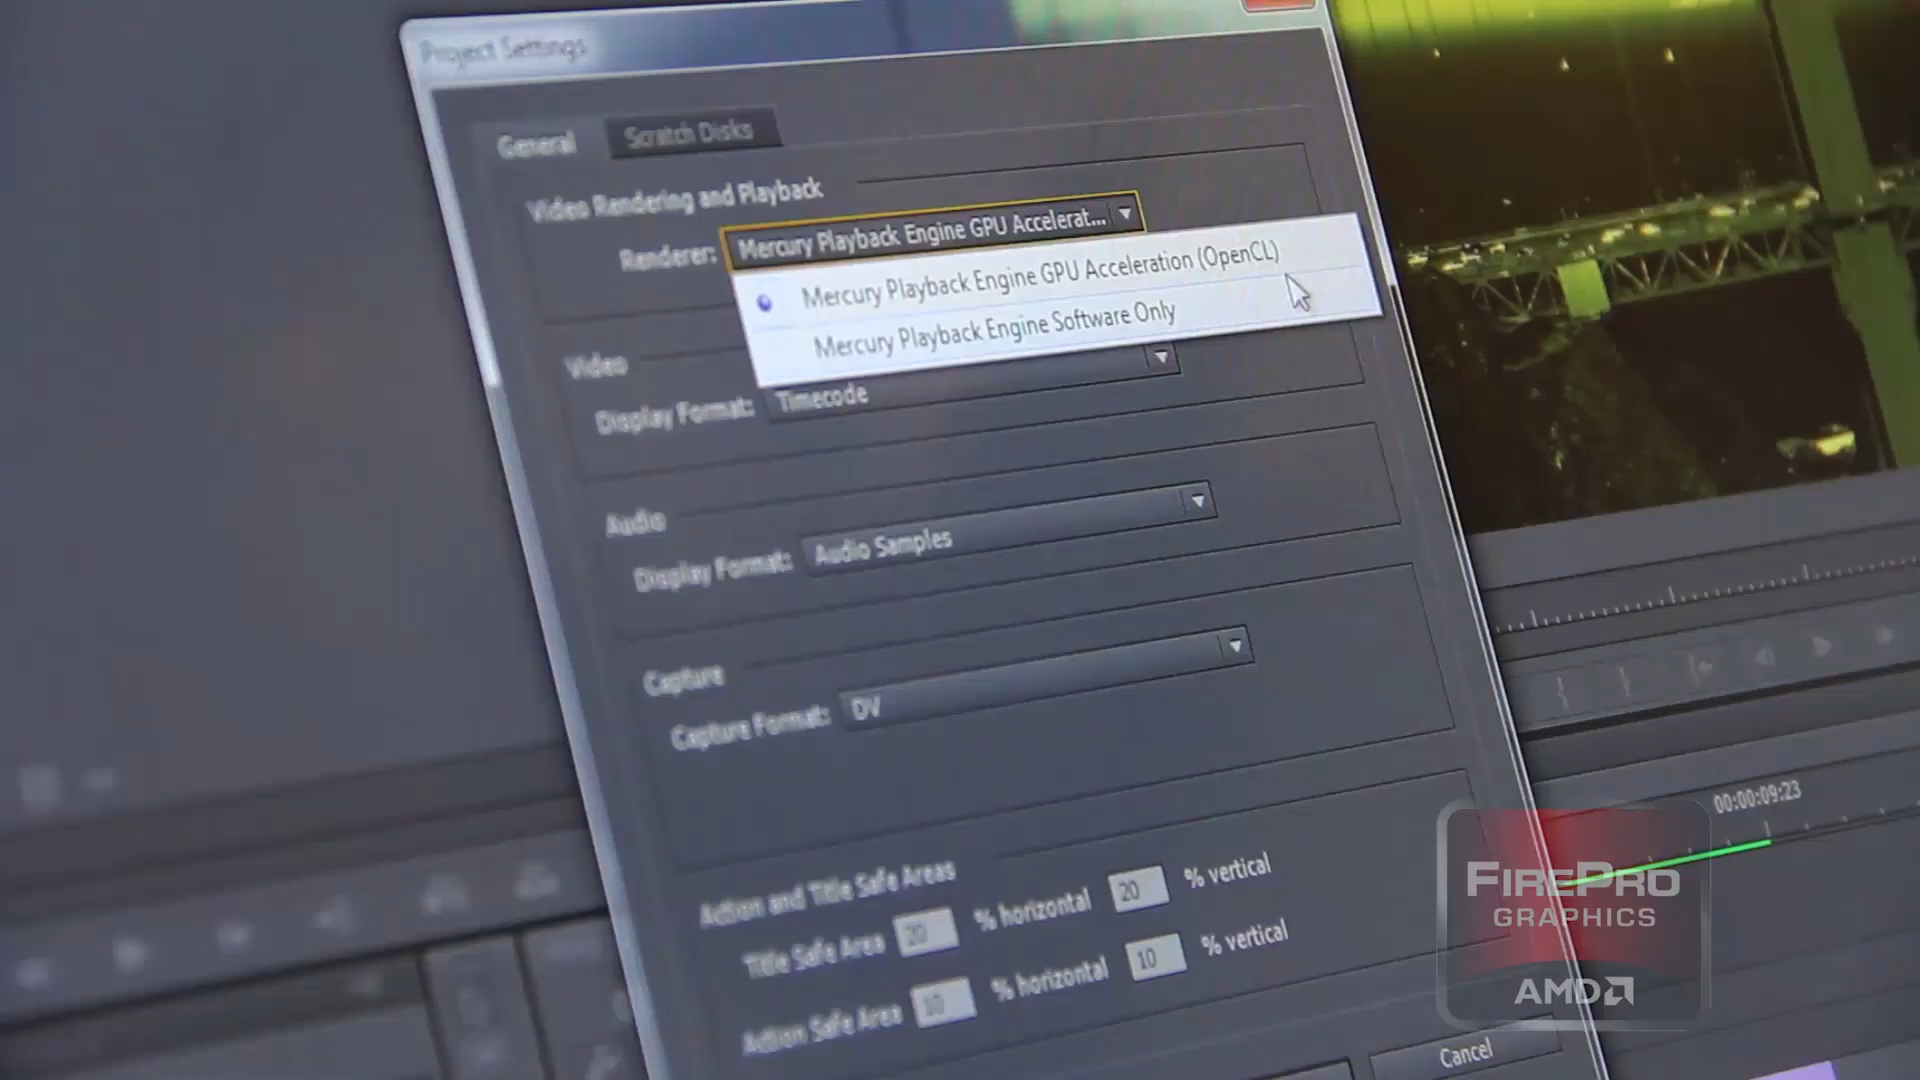 Project Settings
General
Scratch Disks
Video Rendering and Playback
Renderer: Mercury Playback Engine GPU Accelerat...
Mercury Playback Engine GPU Acceleration (OpenCL)
Mercury Playback Engine Software Only
Video
Display Format: Timecode
Audio
Display Format: Audio Samples
Capture
Capture Format: DV
Action and Title Safe Areas
Title Safe Area 20 % horizontal 20 % vertical
Action Safe Area 10 % horizontal 10 % vertical
Cancel
00:00:09:23
FIREPRO
GRAPHICS
AMD